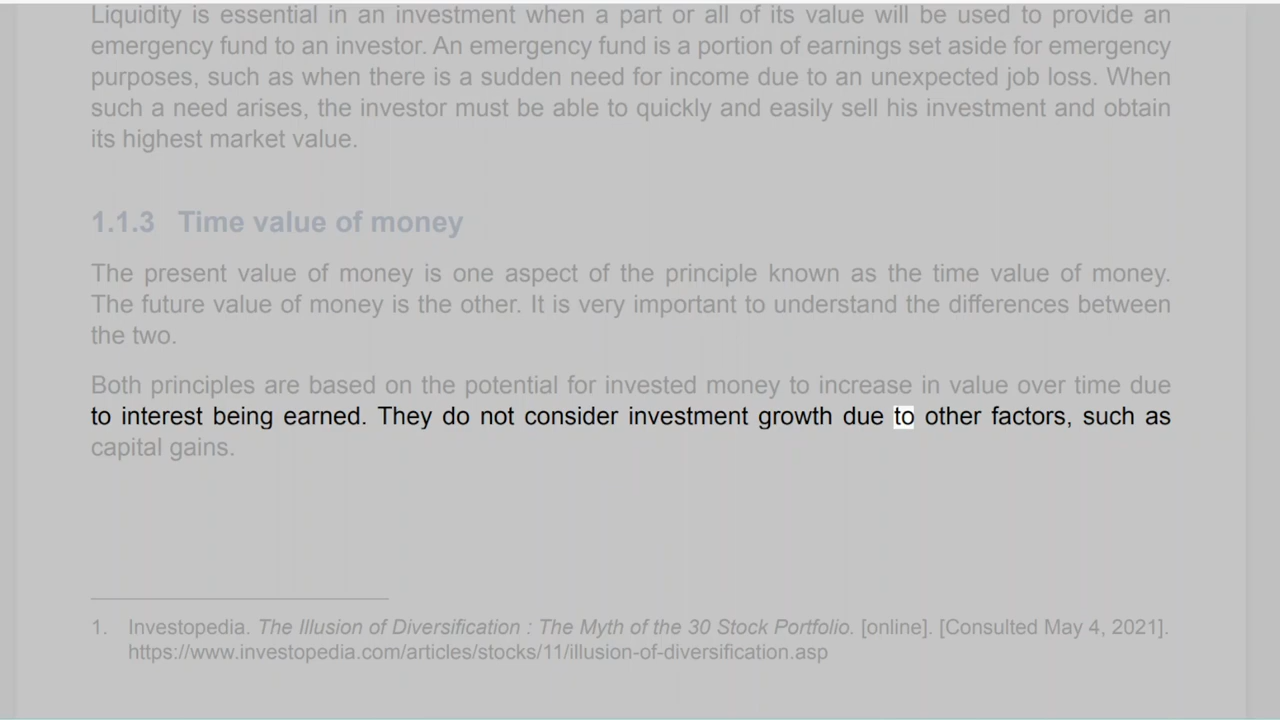 Liquidity is essential in an investment when a part or all of its value will be used to provide an
emergency fund to an investor. An emergency fund is a portion of earnings set aside for emergency
purposes, such as when there is a sudden need for income due to an unexpected job loss. When
such a need arises, the investor must be able to quickly and easily sell his investment and obtain
its highest market value.
1.1.3 Time value of money
The present value of money is one aspect of the principle known as the time value of money.
The future value of money is the other. It is very important to understand the differences between
the two.
Both principles are based on the potential for invested money to increase in value over time due
to interest being earned. They do not consider investment growth due to other factors, such as
capital gains.
1. Investopedia. The Illusion of Diversification : The Myth of the 30 Stock Portfolio. [online]. [Consulted May 4, 2021].
https://www.investopedia.com/articles/stocks/11/illusion-of-diversification.asp